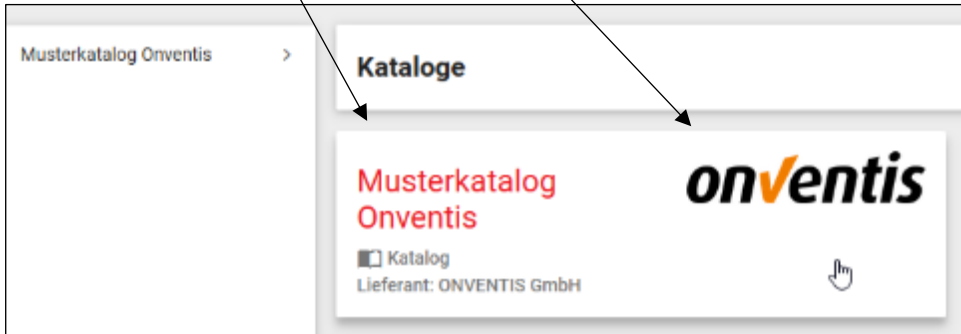 Musterkatalog Onventis >
Kataloge
Musterkatalog
Onventis
onventis
Katalog
Lieferant: ONVENTIS GmbH